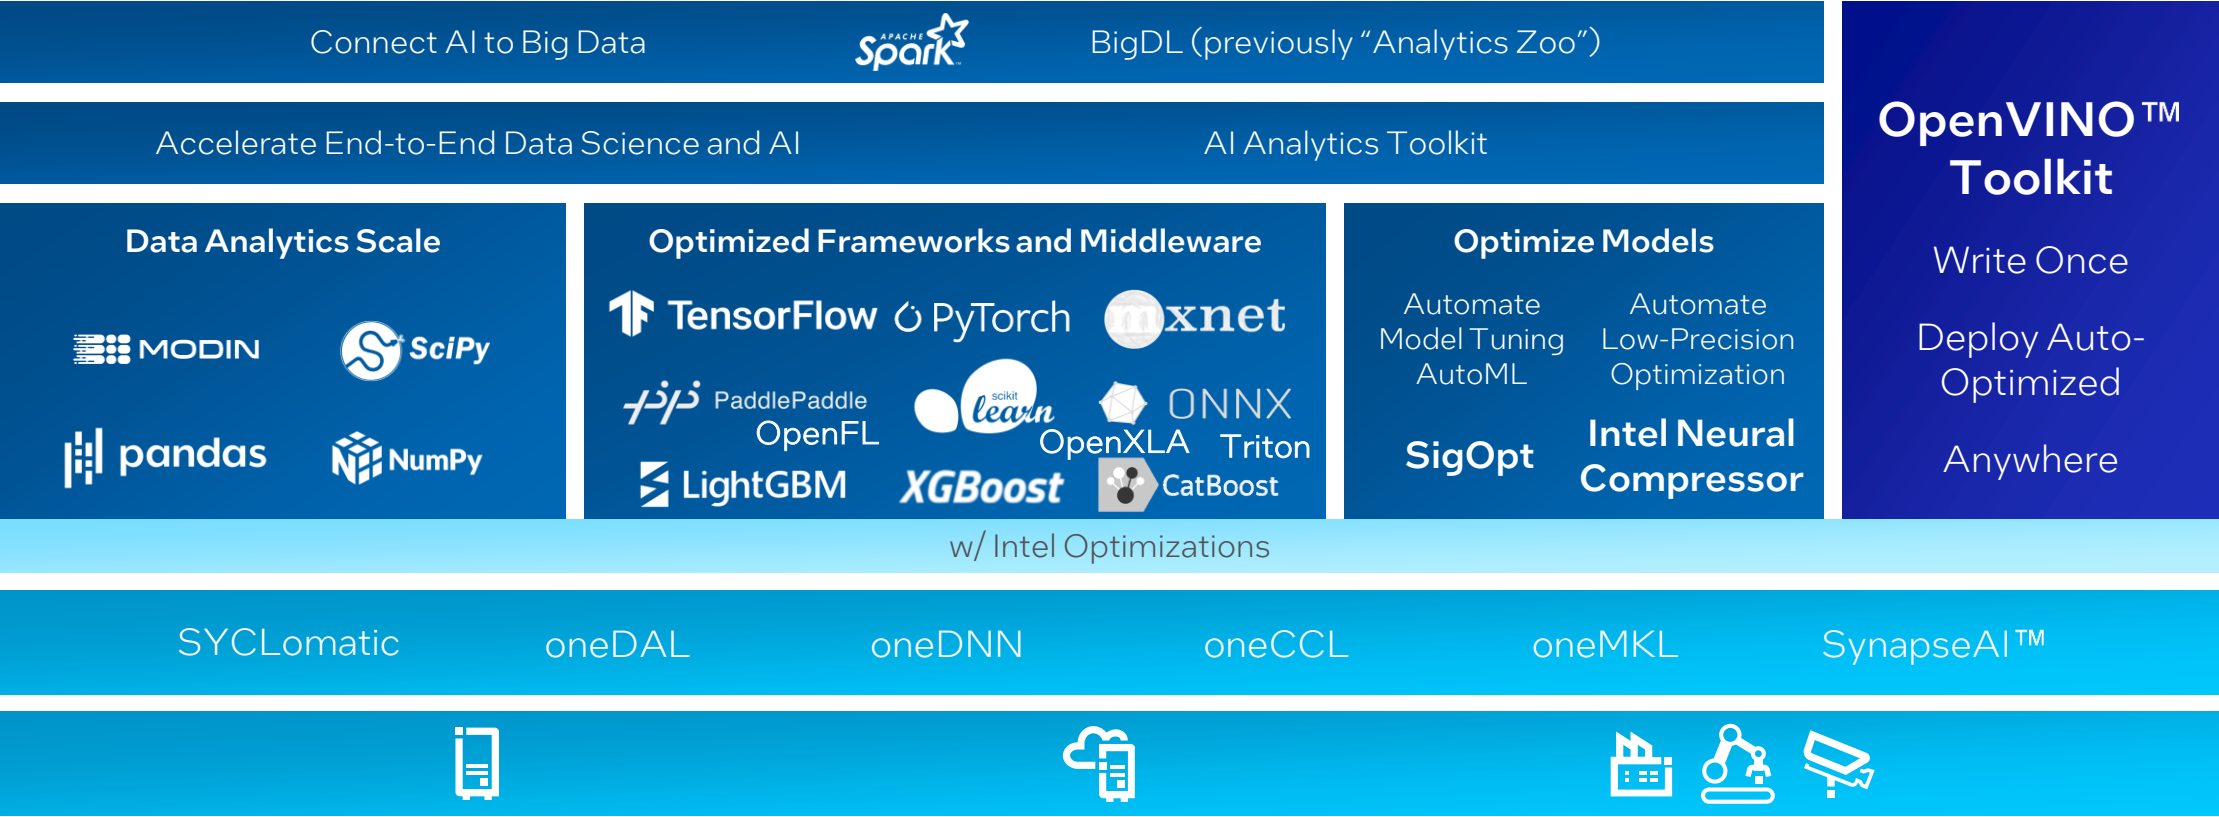 Connect AI to Big Data
APACHE
Spark™
BigDL (previously “Analytics Zoo”)
Accelerate End-to-End Data Science and AI
AI Analytics Toolkit
Data Analytics Scale
MODIN
SciPy
pandas
NumPy
Optimized Frameworks and Middleware
TensorFlow
PyTorch
mxnet
PaddlePaddle
scikit
learn
ONNX
OpenFL
OpenXLA
Triton
LightGBM
XGBoost
CatBoost
Optimize Models
Automate
Model Tuning
AutoML
SigOpt
Automate
Low-Precision
Optimization
Intel Neural
Compressor
OpenVINO™
Toolkit
Write Once
Deploy Auto-
Optimized
Anywhere
w/ Intel Optimizations
SYCLomatic
oneDAL
oneDNN
oneCCL
oneMKL
SynapseAI™